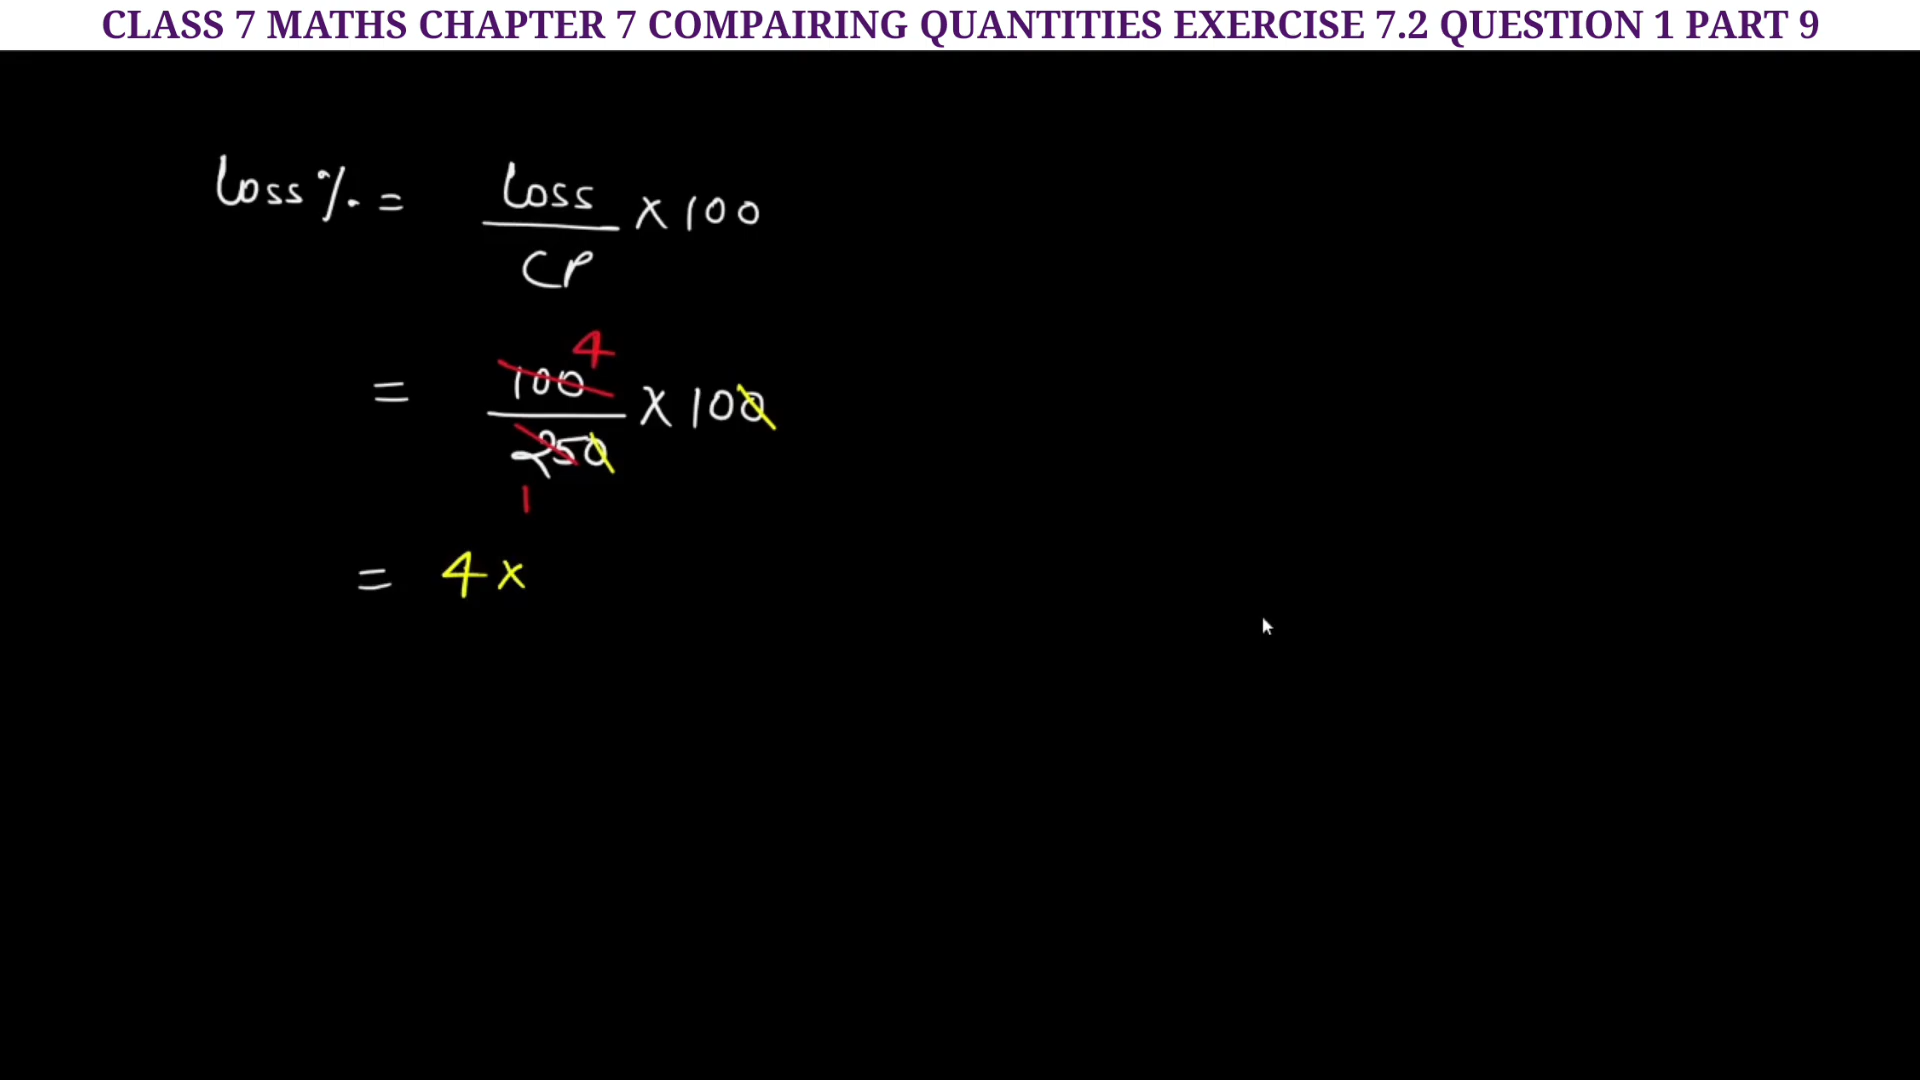 CLASS 7 MATHS CHAPTER 7 COMPAIRING QUANTITIES EXERCISE 7.2 QUESTION 1 PART 9
Loss % = Loss / CP × 100
= 100 4 / 250 1 × 100
= 4 ×